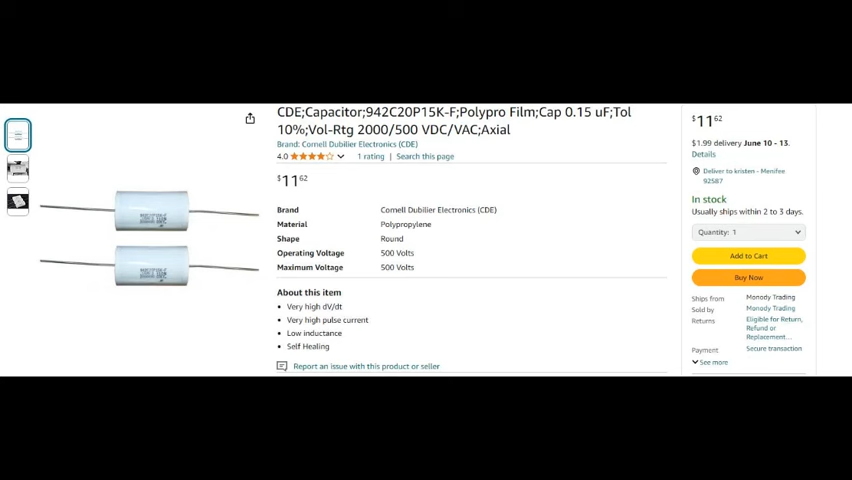 CDE;Capacitor;942C20P15K-F;Polypro Film;Cap 0.15 uF;Tol
10%;Vol-Rtg 2000/500 VDC/VAC;Axial
Brand: Cornell Dubilier Electronics (CDE)
4.0 1 rating | Search this page
$11 62
Brand Cornell Dubilier Electronics (CDE)
Material Polypropylene
Shape Round
Operating Voltage 500 Volts
Maximum Voltage 500 Volts
About this item
• Very high dV/dt
• Very high pulse current
• Low inductance
• Self Healing
Report an issue with this product or seller
$11 62
$1.99 delivery June 10 - 13.
Details
Deliver to kristen - Menifee
92587
In stock
Usually ships within 2 to 3 days.
Quantity: 1
Add to Cart
Buy Now
Ships from Monody Trading
Sold by Monody Trading
Returns Eligible for Return,
Refund or
Replacement...
Payment Secure transaction
See more